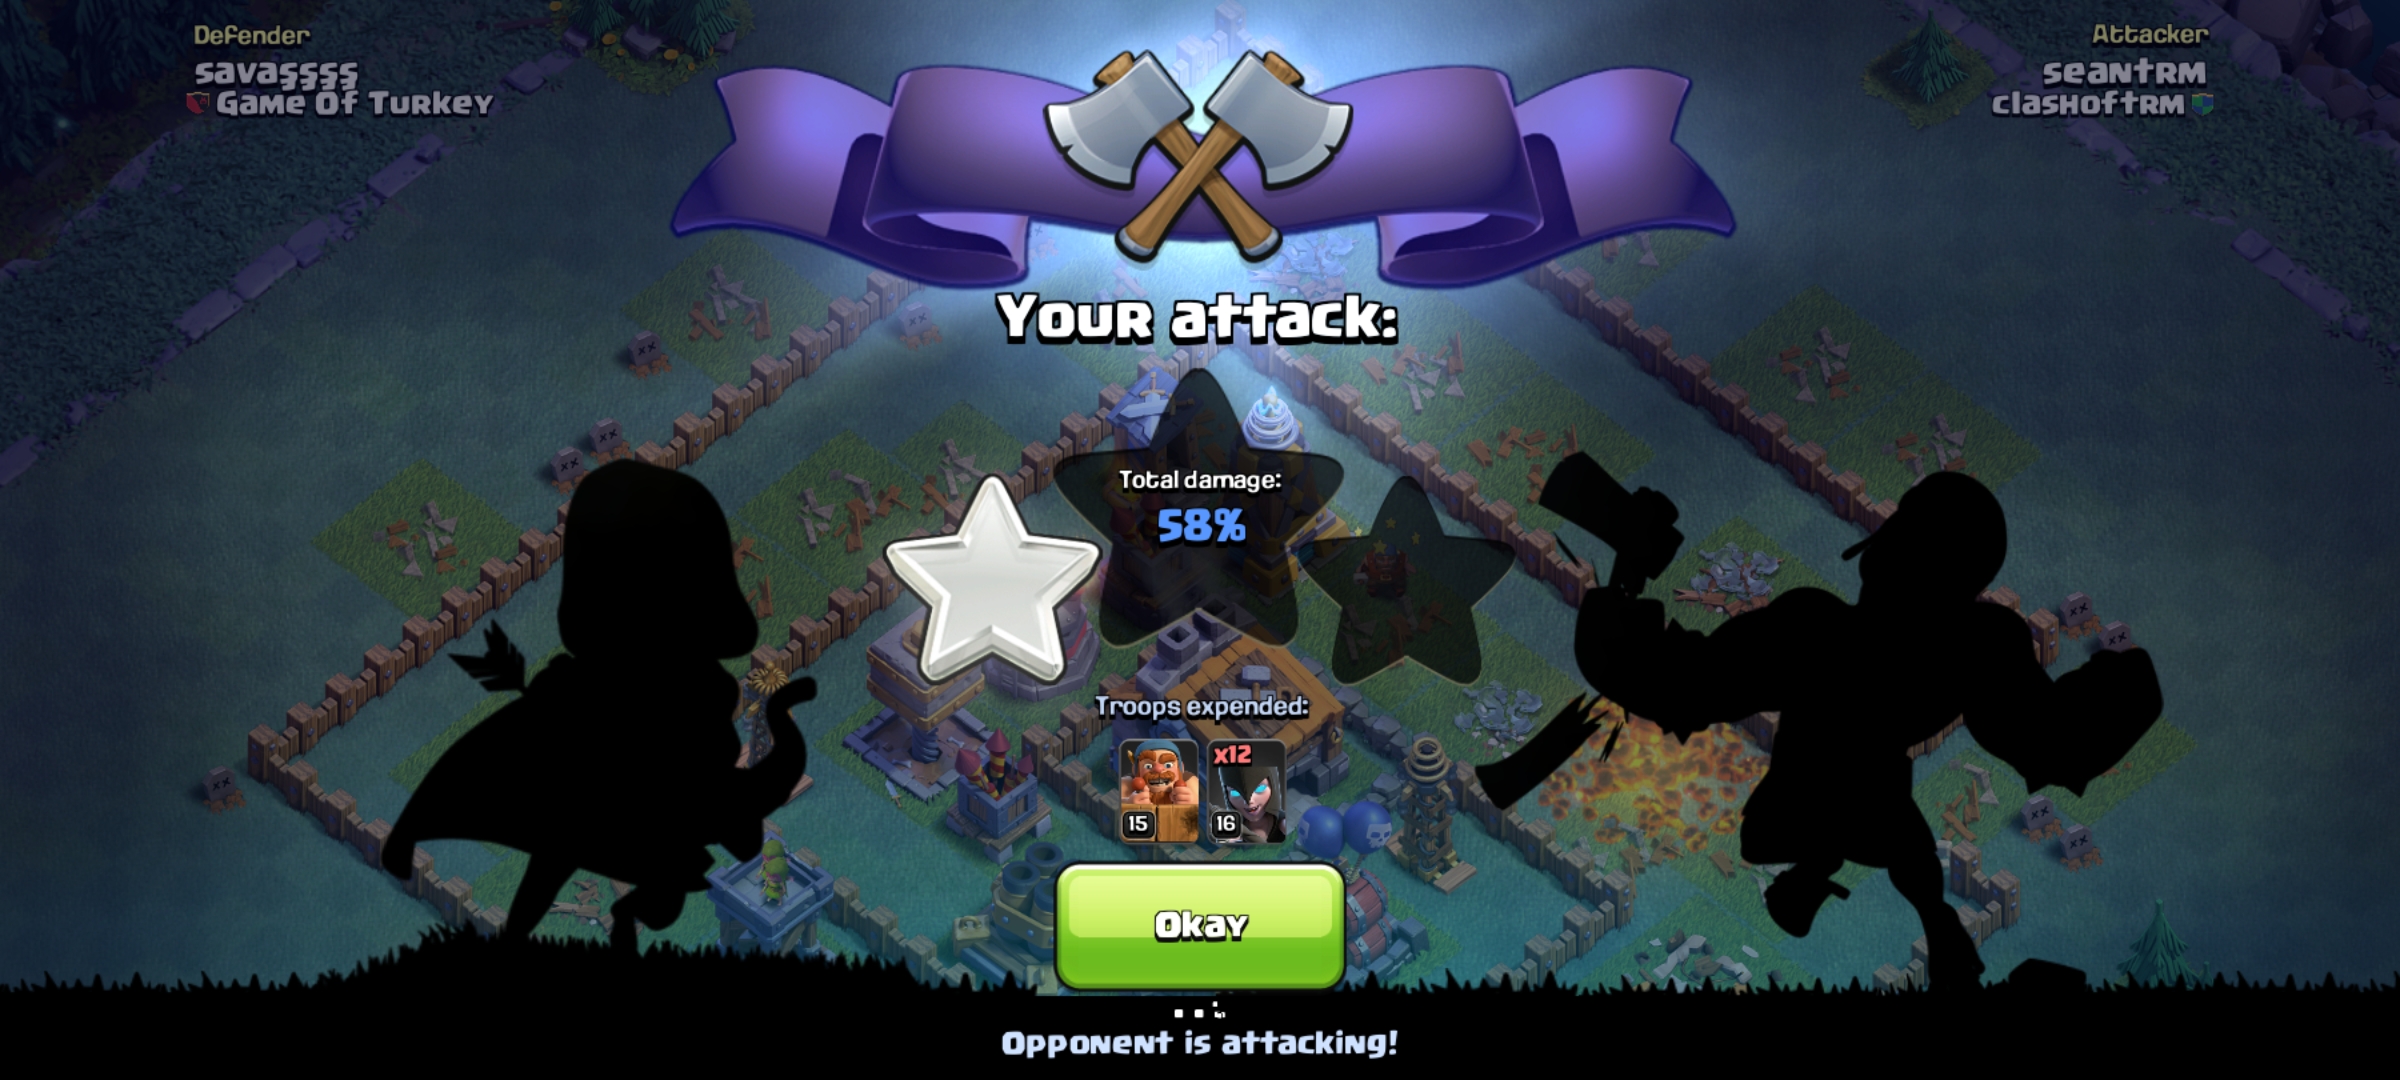 Defender
savaşşşş
Game Of Turkey
Attacker
seantRM
clashoftRM
Your attack:
Total damage:
58%
Troops expended:
x12
15
16
Okay
Opponent is attacking!